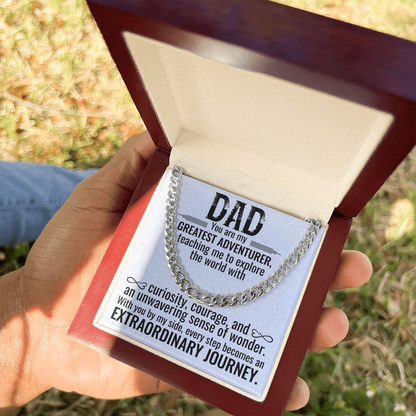 DAD
You are my
GREATEST ADVENTURER,
teaching me to explore
the world with
curiosity, courage, and
an unwavering sense of wonder.
With you by my side, every step becomes an
EXTRAORDINARY JOURNEY.